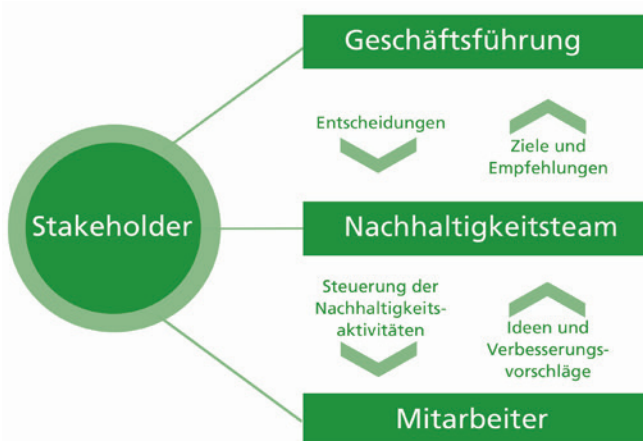 Geschäftsführung
Entscheidungen
Ziele und
Empfehlungen
Stakeholder
Nachhaltigkeitsteam
Steuerung der
Nachhaltigkeits-
aktivitäten
Ideen und
Verbesserungs-
vorschläge
Mitarbeiter